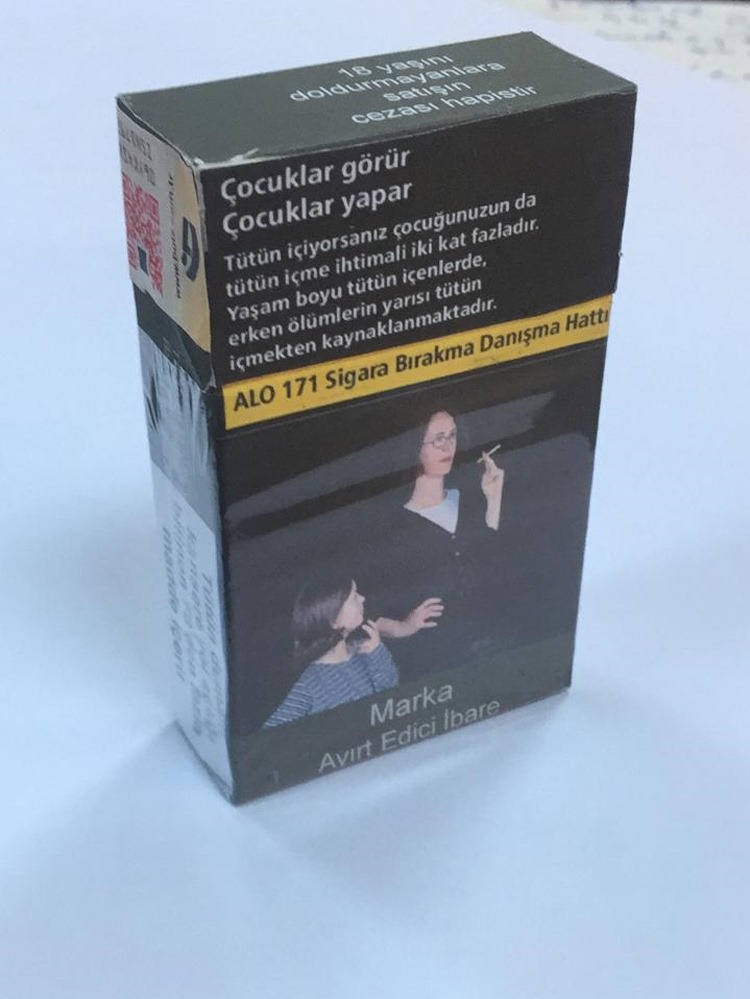 18 yaşını
doldurmayanlara
satışın
cezası hapistir
Çocuklar görür
Çocuklar yapar
Tütün içiyorsanız çocuğunuzun da
tütün içme ihtimali iki kat fazladır.
Yaşam boyu tütün içenlerde,
erken ölümlerin yarısı tütün
içmekten kaynaklanmaktadır.
ALO 171 Sigara Bırakma Danışma Hattı
Marka
Avırt Edici İbare